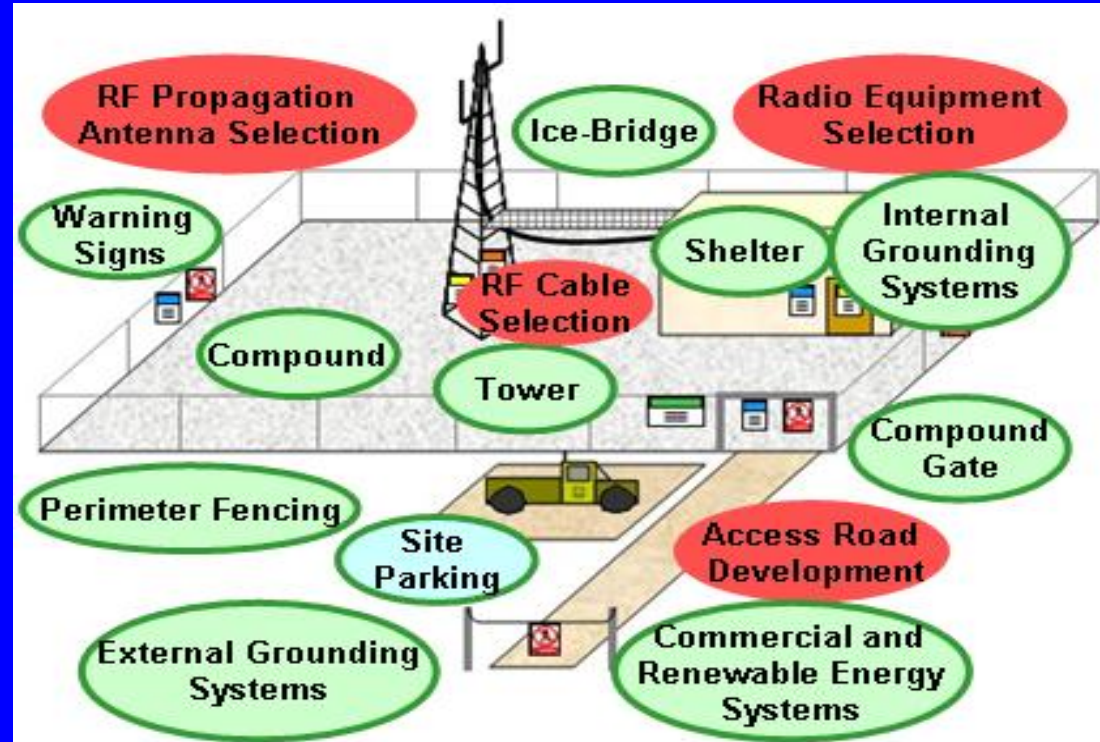 RF Propagation
Antenna Selection
Ice-Bridge
Radio Equipment
Selection
Warning
Signs
Shelter
Internal
Grounding
Systems
RF Cable
Selection
Compound
Tower
Compound
Gate
Perimeter Fencing
Site
Parking
Access Road
Development
External Grounding
Systems
Commercial and
Renewable Energy
Systems